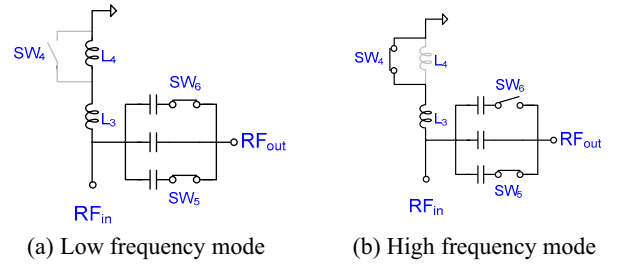 SW4
L4
SW6
L3
RFout
SW5
RFin
(a) Low frequency mode
SW4
L4
SW6
L3
RFout
SW5
RFin
(b) High frequency mode